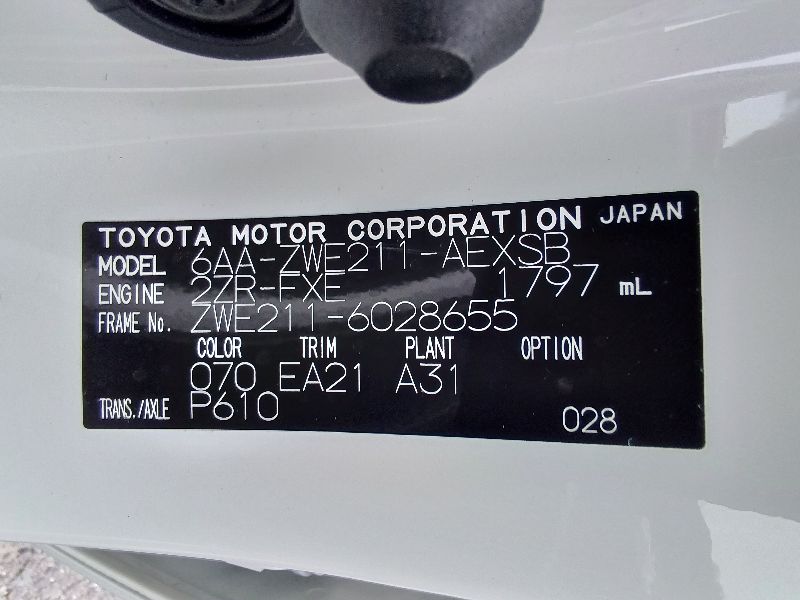 TOYOTA MOTOR CORPORATION JAPAN
MODEL 6AA-ZWE211-AEXSB
ENGINE 2ZR-FXE 1797 mL
FRAME No. ZWE211-6028655
COLOR TRIM PLANT OPTION
070 EA21 A31
TRANS./AXLE P610 028